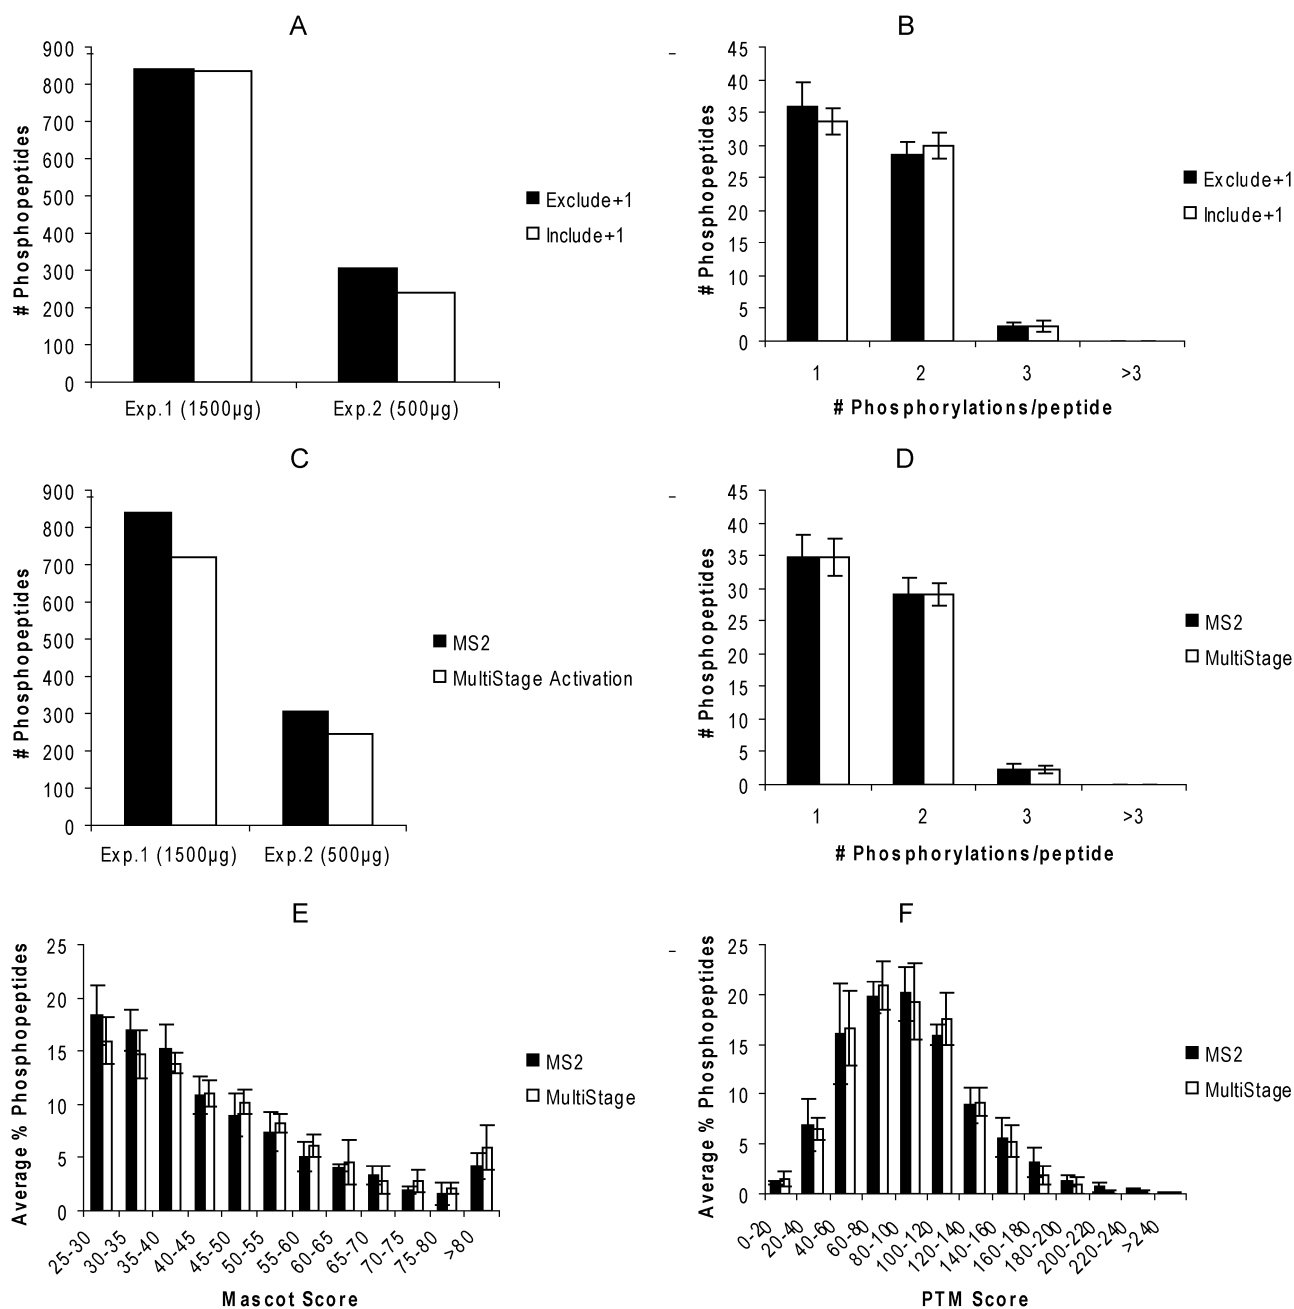 A
900
800
700
600
500
400
300
200
100
0
# Phosphopeptides
Exp.1 (1500µg)
Exp.2 (500µg)
Exclude+1
Include+1
B
45
40
35
30
25
20
15
10
5
0
# Phosphopeptides
1
2
3
>3
# Phosphorylations/peptide
Exclude+1
Include+1
C
900
800
700
600
500
400
300
200
100
0
# Phosphopeptides
Exp.1 (1500µg)
Exp.2 (500µg)
MS2
MultiStage Activation
D
45
40
35
30
25
20
15
10
5
0
# Phosphopeptides
1
2
3
>3
# Phosphorylations/peptide
MS2
MultiStage
E
25
20
15
10
5
0
Average % Phosphopeptides
25-30
30-35
35-40
40-45
45-50
50-55
55-60
60-65
65-70
70-75
75-80
>80
Mascot Score
MS2
MultiStage
F
25
20
15
10
5
0
Average % Phosphopeptides
0-20
20-40
40-60
60-80
80-100
100-120
120-140
140-160
160-180
180-200
200-220
220-240
>240
PTM Score
MS2
MultiStage